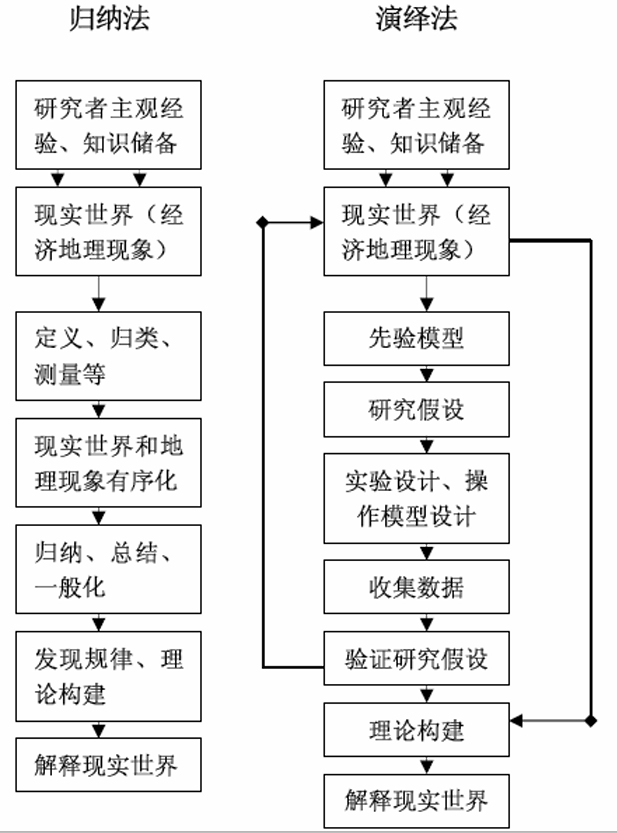 归纳法
研究者主观经
验、知识储备
现实世界（经
济地理现象）
定义、归类、
测量等
现实世界和地
理现象有序化
归纳、总结、
一般化
发现规律、理
论构建
解释现实世界
演绎法
研究者主观经
验、知识储备
现实世界（经
济地理现象）
先验模型
研究假设
实验设计、操
作模型设计
收集数据
验证研究假设
理论构建
解释现实世界